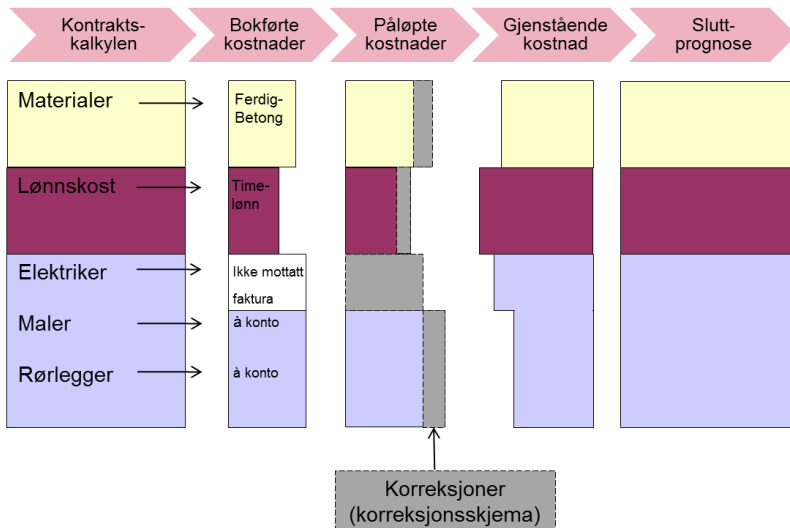 Kontrakts-
kalkylen
Bokførte
kostnader
Påløpte
kostnader
Gjenstående
kostnad
Slutt-
prognose
Materialer
Ferdig-
Betong
Lønnskost
Time-
lønn
Elektriker
Ikke mottatt
faktura
Maler
à konto
Rørlegger
à konto
Korreksjoner
(korreksjonsskjema)